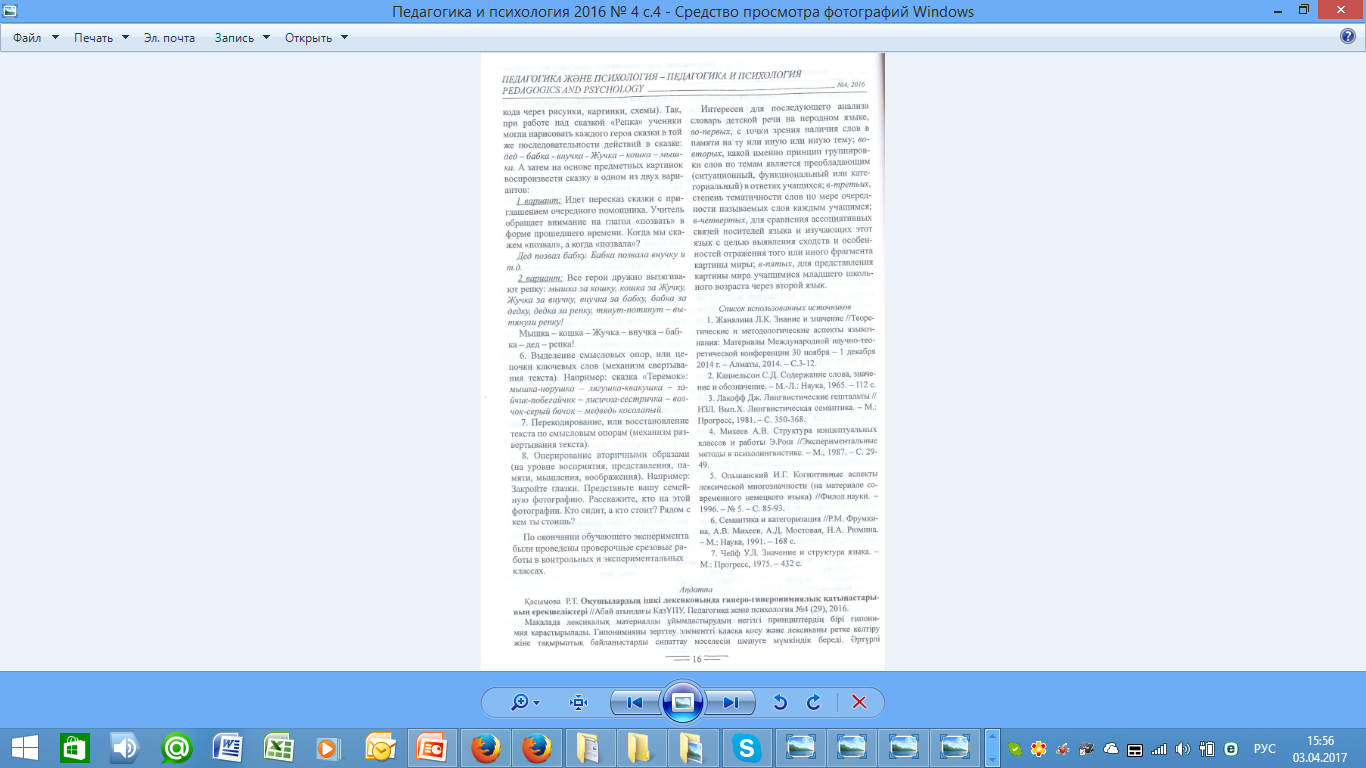 Педагогика и психология 2016 № 4 с.4 - Средство просмотра фотографий Windows
Файл Печать Эл. почта Запись Открыть
ПЕДАГОГИКА ЖӘНЕ ПСИХОЛОГИЯ – ПЕДАГОГИКА И ПСИХОЛОГИЯ
PEDAGOGICS AND PSYCHOLOGY №4, 2016
кода через рисунки, картинки, схемы). Так,
при работе над сказкой «Репка» ученики
могли нарисовать каждого героя сказки в той
же последовательности действий в сказке:
дед – бабка - внучка - Жучка – кошка – мыш-
ка. А затем на основе предметных картинок
воспроизвести сказку в одном из двух вари-
антов:
1 вариант: Идет пересказ сказки с при-
глашением очередного помощника. Учитель
обращает внимание на глагол «позвать» в
форме прошедшего времени. Когда мы ска-
жем «позвал», а когда «позвала»?
Дед позвал бабку. Бабка позвала внучку и
т.д.
2 вариант: Все герои дружно вытягива-
ют репку: мышка за кошку, кошка за Жучку,
Жучка за внучку, внучка за бабку, бабка за
дедку, дедка за репку, тянут-потянут – вы-
тянули репку!
Мышка – кошка – Жучка – внучка – баб-
ка – дед – репка!
6. Выделение смысловых опор, или це-
почки ключевых слов (механизм свертыва-
ния текста). Например: сказка «Теремок»:
мышка-норушка – лягушка-квакушка – за-
йчик-побегайчик – лисичка-сестричка – вол-
чок-серый бочок – медведь косолапый.
7. Перекодирование, или восстановление
текста по смысловым опорам (механизм раз-
вертывания текста).
8. Оперирование вторичными образами
(на уровне восприятия, представления, па-
мяти, мышления, воображения). Например:
Закройте глазки. Представьте вашу семей-
ную фотографию. Расскажите, кто на этой
фотографии. Кто сидит, а кто стоит? Рядом с
кем ты стоишь?
По окончании обучающего эксперимента
были проведены проверочные срезовые ра-
боты в контрольных и экспериментальных
классах.
Интересен для последующего анализа
словарь детской речи на неродном языке,
во-первых, с точки зрения наличия слов в
памяти на ту или иную или иную тему; во-
вторых, какой именно принцип группиров-
ки слов по темам является преобладающим
(ситуационный, функциональный или кате-
гориальный) в ответах учащихся; в-третьих,
степень тематичности слов по мере очеред-
ности называемых слов каждым учащимся;
в-четвертых, для сравнения ассоциативных
связей носителей языка и изучающих этот
язык с целью выявления сходств и особен-
ностей отражения того или иного фрагмента
картины миры; в-пятых, для представления
картины мира учащимися младшего школь-
ного возраста через второй язык.
Список использованных источников
1. Жаналина Л.К. Знание и значение //Теоре-
тические и методологические аспекты языкоз-
нания: Материалы Международной научно-тео-
ретической конференции 30 ноября – 1 декабря
2014 г. – Алматы, 2014. – С.3-12.
2. Кацнельсон С.Д. Содержание слова, значе-
ние и обозначение. – М.-Л.: Наука, 1965. – 112 с.
3. Лакофф Дж. Лингвистические гештальты //
НЗЛ. Вып.X. Лингвистическая семантика. – М.:
Прогресс, 1981. – С. 350-368.
4. Михеев А.В. Структура концептуальных
классов и работы Э.Рош //Экспериментальные
методы в психолингвистике. – М., 1987. – С. 29-
49.
5. Ольшанский И.Г. Когнитивные аспекты
лексической многозначности (на материале со-
временного немецкого языка) //Филол.науки. –
1996. – № 5. – С. 85-93.
6. Семантика и категоризация //Р.М. Фрумки-
на, А.В. Михеев, А.Д. Мостовая, Н.А. Рюмина.
– М.: Наука, 1991. – 168 с.
7. Чейф У.Л. Значение и структура языка. –
М.: Прогресс, 1975. – 432 с.
Аңдатпа
Қасымова Р.Т. Оқушылардың ішкі лексиконында гиперо-гиперонимиялық қатынастары-
ның ерекшеліктері //Абай атындағы ҚазҰПУ. Педагогика және психология №4 (29), 2016.
Мақалада лексикалық материалды ұйымдастырудың негізгі принциптердің бірі гипони-
мия қарастырылады. Гипонимияны зерттеу элементті класқа қосу және лексиканы ретке келтіру
және тақырыптық байланыстарды сипаттау мәселесін шешуге мүмкіндік береді. Әртүрлі
16
РУС
15:56
03.04.2017